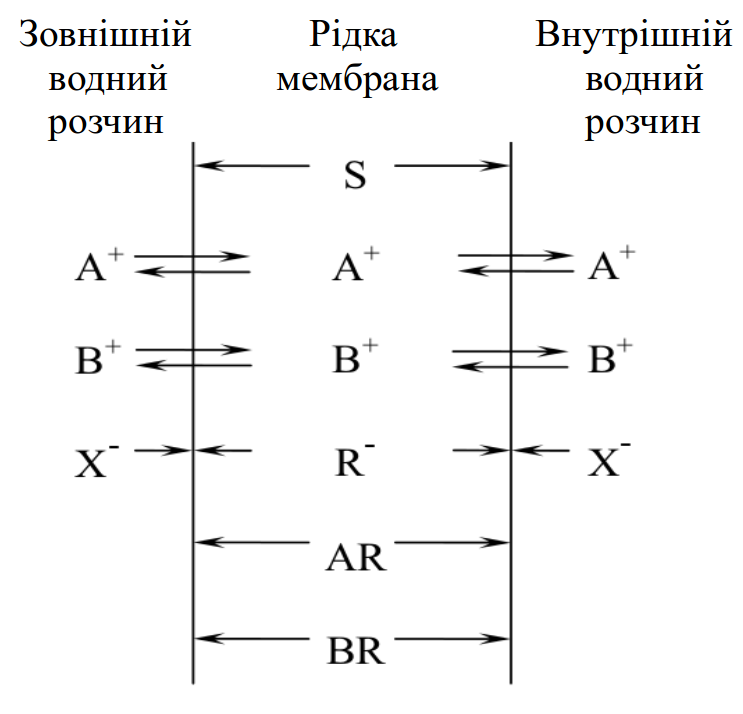 Зовнішній водний розчин
Рідка мембрана
Внутрішній водний розчин
S
A⁺ A⁺ A⁺
B⁺ B⁺ B⁺
X⁻ R⁻ X⁻
AR
BR